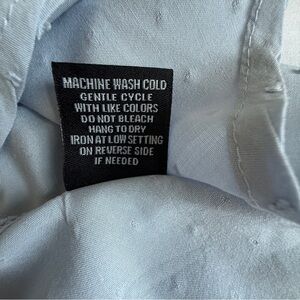 MACHINE WASH COLD
GENTLE CYCLE
WITH LIKE COLORS
DO NOT BLEACH
HANG TO DRY
IRON AT LOW SETTING
ON REVERSE SIDE
IF NEEDED